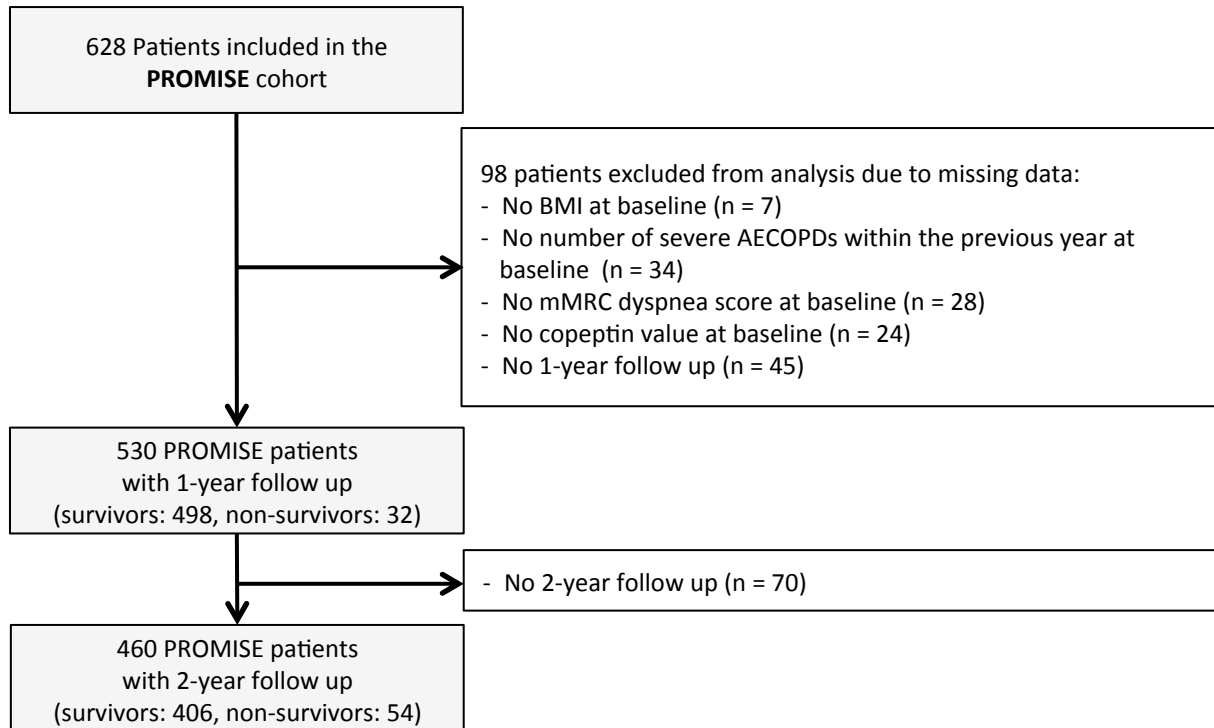 628 Patients included in the
PROMISE cohort
98 patients excluded from analysis due to missing data:
- No BMI at baseline (n = 7)
- No number of severe AECOPDs within the previous year at
baseline (n = 34)
- No mMRC dyspnea score at baseline (n = 28)
- No copeptin value at baseline (n = 24)
- No 1-year follow up (n = 45)
530 PROMISE patients
with 1-year follow up
(survivors: 498, non-survivors: 32)
- No 2-year follow up (n = 70)
460 PROMISE patients
with 2-year follow up
(survivors: 406, non-survivors: 54)